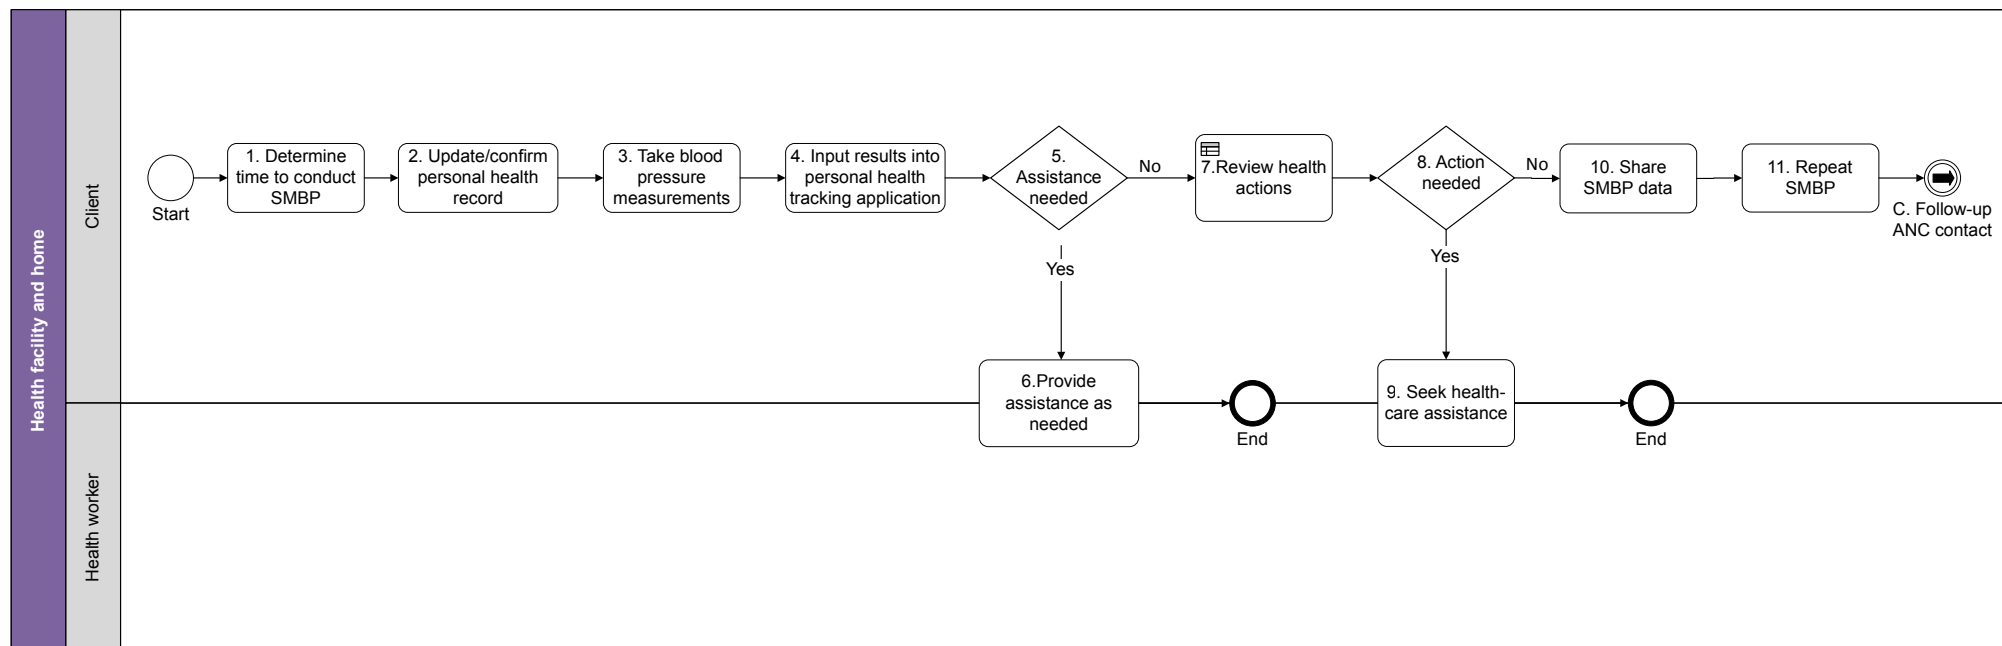 Health facility and home
Client
Health worker
Start
1. Determine
time to conduct
SMBP
2. Update/confirm
personal health
record
3. Take blood
pressure
measurements
4. Input results into
personal health
tracking application
5.
Assistance
needed
No
Yes
6.Provide
assistance as
needed
End
7.Review health
actions
8. Action
needed
No
Yes
9. Seek health-
care assistance
End
10. Share
SMBP data
11. Repeat
SMBP
C. Follow-up
ANC contact